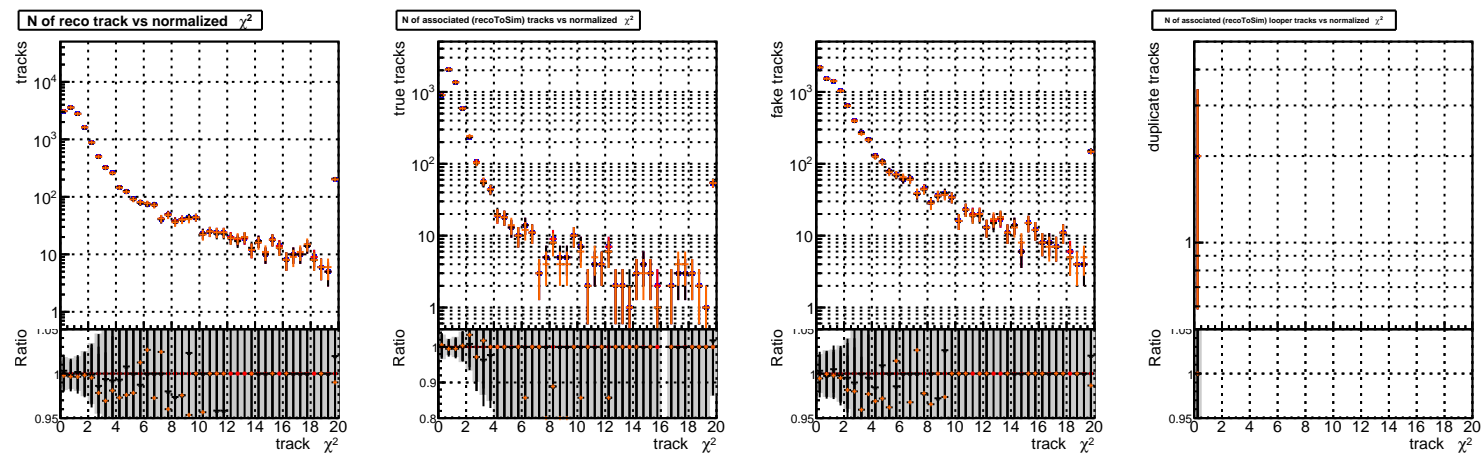 N of reco track vs normalized χ²
tracks
10⁴
10³
10²
10
1
1.05
Ratio
1
0.95
0 2 4 6 8 10 12 14 16 18 20
track χ²
N of associated (recoToSim) tracks vs normalized χ²
true tracks
10³
10²
10
1
Ratio
1
0.9
0.8
0 2 4 6 8 10 12 14 16 18 20
track χ²
fake tracks
10³
10²
10
1
1.05
Ratio
1
0.95
0 2 4 6 8 10 12 14 16 18 20
track χ²
N of associated (recoToSim) looper tracks vs normalized χ²
duplicate tracks
1
1.05
Ratio
1
0.95
0 2 4 6 8 10 12 14 16 18 20
track χ²